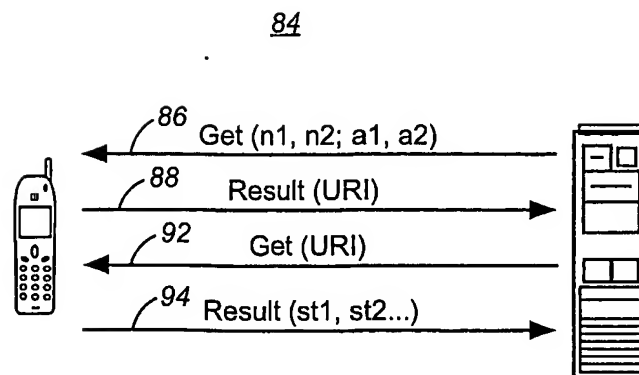 84
86
Get (n1, n2; a1, a2)
88
Result (URI)
92
Get (URI)
94
Result (st1, st2...)